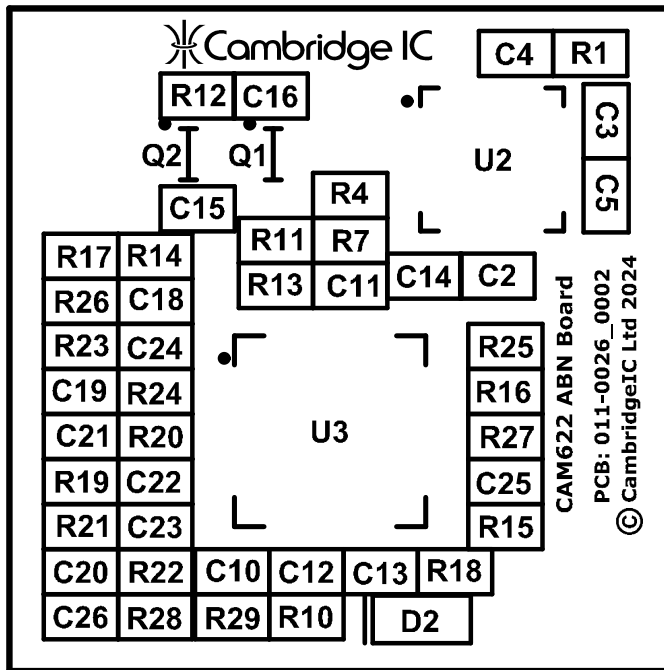 Cambridge IC
C4 R1
R12 C16
C3
Q2 Q1
U2
C5
R4
C15
R11 R7
R17 R14
R13 C11 C14 C2
R26 C18
R23 C24
R25
C19 R24
R16
C21 R20
U3
R27
R19 C22
C25
R21 C23
R15
C20 R22 C10 C12 C13 R18
C26 R28 R29 R10 D2
CAM622 ABN Board
PCB: 011-0026_0002
© CambridgeIC Ltd 2024